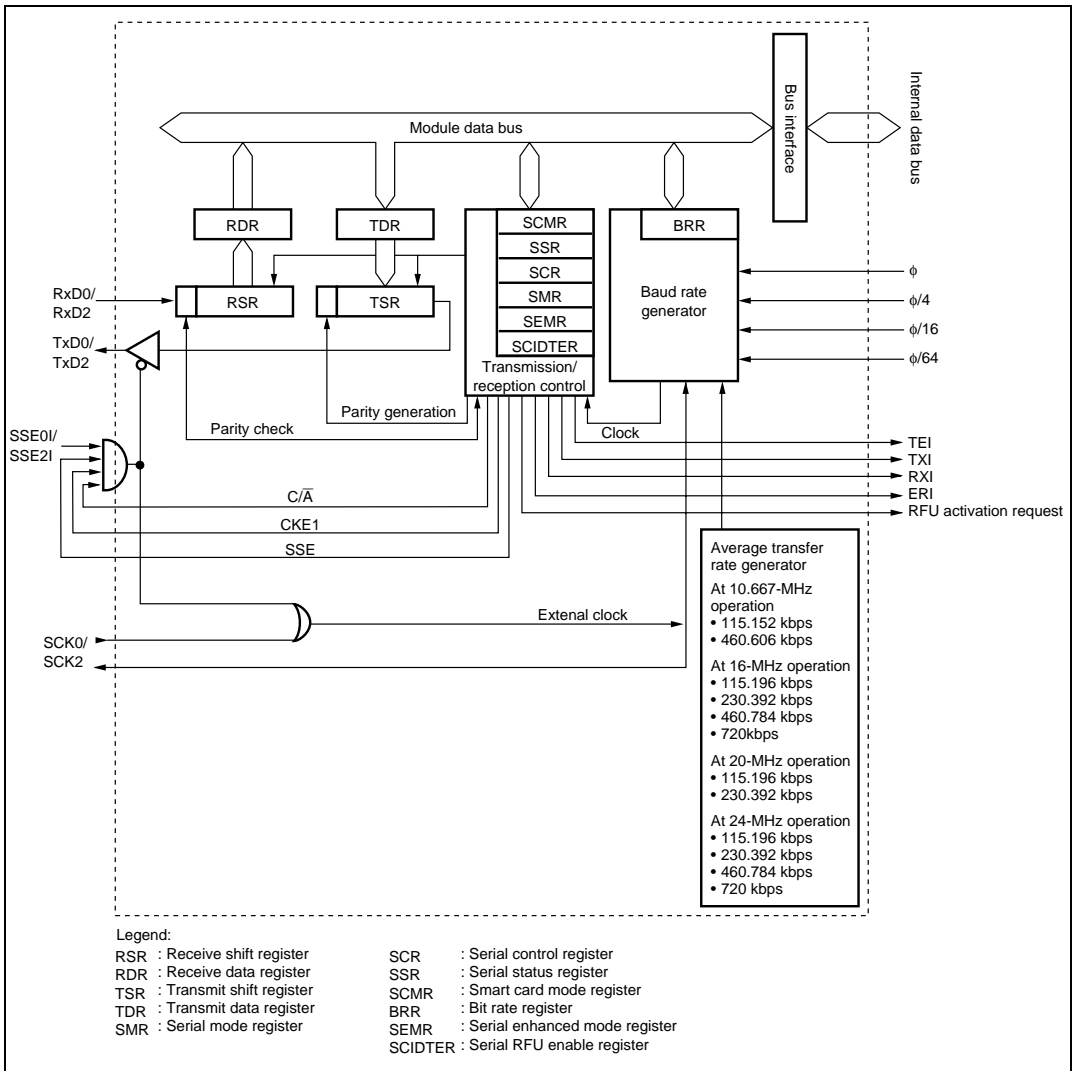 Module data bus
Bus interface
Internal data bus
RDR
TDR
SCMR
SSR
SCR
SMR
SEMR
SCIDTER
Transmission/
reception control
BRR
Baud rate
generator
φ
φ/4
φ/16
φ/64
RxD0/
RxD2
RSR
TSR
TxD0/
TxD2
Parity generation
Parity check
Clock
SSE0I/
SSE2I
C/A̅
CKE1
SSE
TEI
TXI
RXI
ERI
RFU activation request
Extenal clock
SCK0/
SCK2
Average transfer
rate generator
At 10.667-MHz
operation
• 115.152 kbps
• 460.606 kbps
At 16-MHz operation
• 115.196 kbps
• 230.392 kbps
• 460.784 kbps
• 720kbps
At 20-MHz operation
• 115.196 kbps
• 230.392 kbps
At 24-MHz operation
• 115.196 kbps
• 230.392 kbps
• 460.784 kbps
• 720 kbps
Legend:
RSR : Receive shift register
RDR : Receive data register
TSR : Transmit shift register
TDR : Transmit data register
SMR : Serial mode register
SCR : Serial control register
SSR : Serial status register
SCMR : Smart card mode register
BRR : Bit rate register
SEMR : Serial enhanced mode register
SCIDTER : Serial RFU enable register